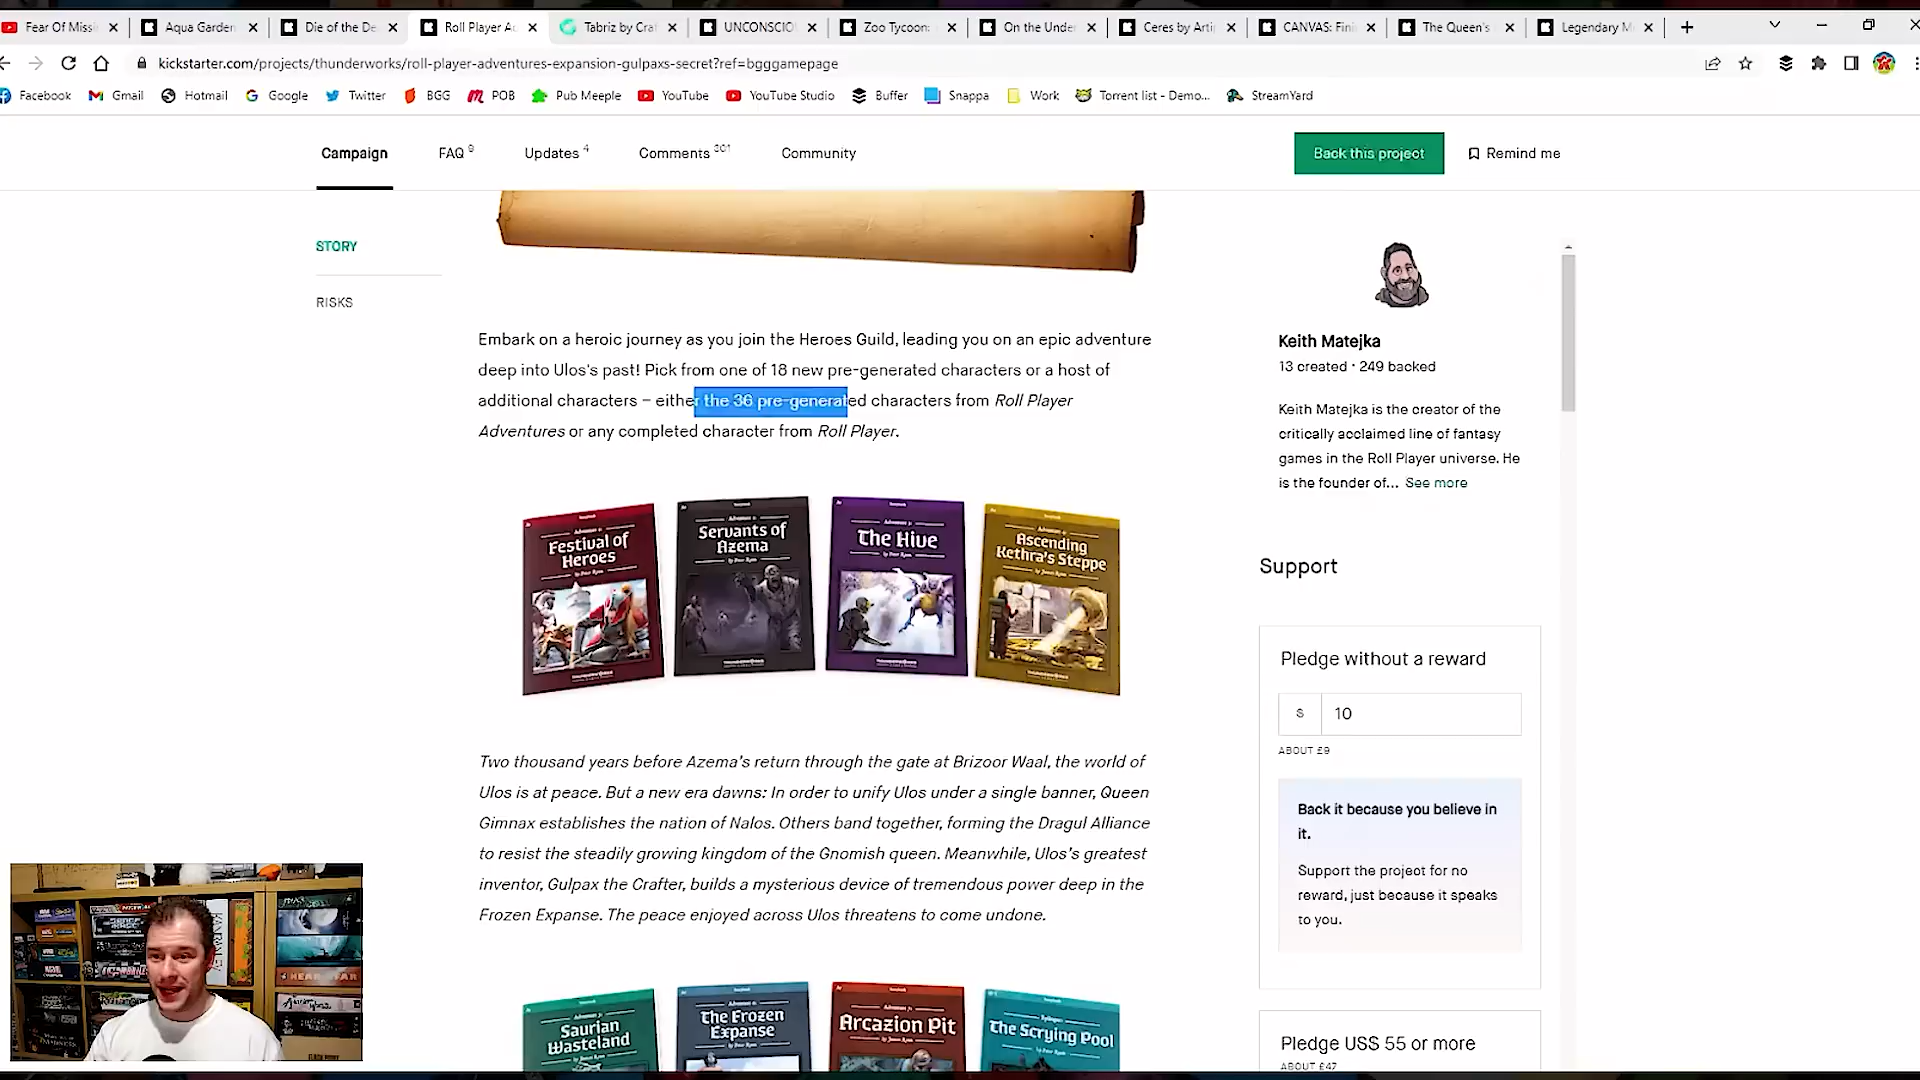 Fear Of Missi
Aqua Garden
Die of the De
Roll Player A
Tabriz by Craf
UNCONSCIO
Zoo Tycoon:
On the Unde
Ceres by Arti
CANVAS: Fini
The Queen's
Legendary M
kickstarter.com/projects/thunderworks/roll-player-adventures-expansion-gulpaxs-secret?ref=bgggamepage
Facebook
Gmail
Hotmail
Google
Twitter
BGG
POB
Pub Meeple
YouTube
YouTube Studio
Buffer
Snappa
Work
Torrent list - Demo...
StreamYard
Campaign
FAQ 9
Updates 4
Comments 301
Community
Back this project
Remind me
STORY
RISKS
Embark on a heroic journey as you join the Heroes Guild, leading you on an epic adventure
deep into Ulos's past! Pick from one of 18 new pre-generated characters or a host of
additional characters – either the 36 pre-generated characters from Roll Player
Adventures or any completed character from Roll Player.
Festival of
Heroes
Servants of
Azema
The Hive
Ascending
Kethra's Steppe
Two thousand years before Azema's return through the gate at Brizoor Waal, the world of
Ulos is at peace. But a new era dawns: In order to unify Ulos under a single banner, Queen
Gimnax establishes the nation of Nalos. Others band together, forming the Dragul Alliance
to resist the steadily growing kingdom of the Gnomish queen. Meanwhile, Ulos's greatest
inventor, Gulpax the Crafter, builds a mysterious device of tremendous power deep in the
Frozen Expanse. The peace enjoyed across Ulos threatens to come undone.
Saurian
Wasteland
The Frozen
Expanse
Arcazion Pit
The Scrying Pool
Keith Matejka
13 created · 249 backed
Keith Matejka is the creator of the
critically acclaimed line of fantasy
games in the Roll Player universe. He
is the founder of... See more
Support
Pledge without a reward
$ 10
ABOUT £9
Back it because you believe in
it.
Support the project for no
reward, just because it speaks
to you.
Pledge US$ 55 or more
ABOUT £47